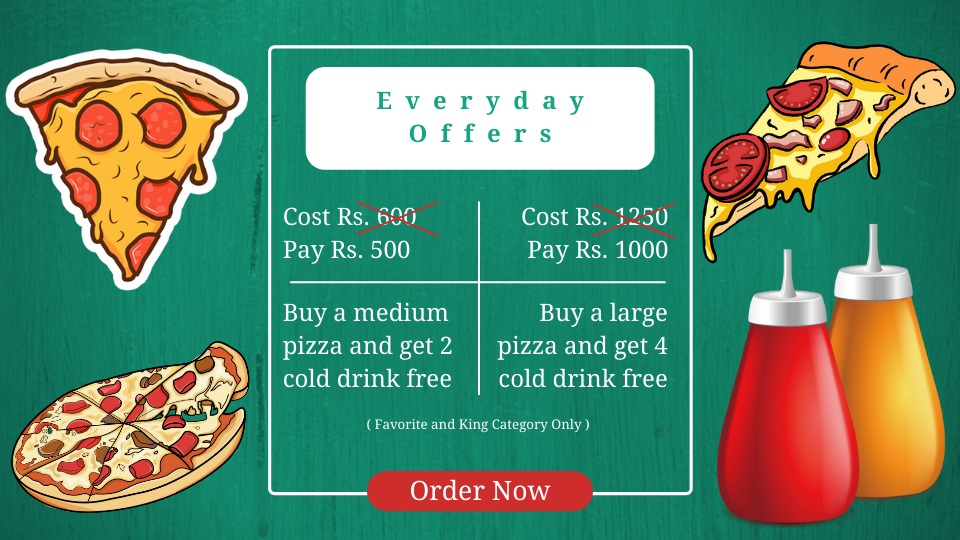 Everyday
Offers
Cost Rs. 600
Pay Rs. 500
Cost Rs. 1250
Pay Rs. 1000
Buy a medium
pizza and get 2
cold drink free
Buy a large
pizza and get 4
cold drink free
( Favorite and King Category Only )
Order Now